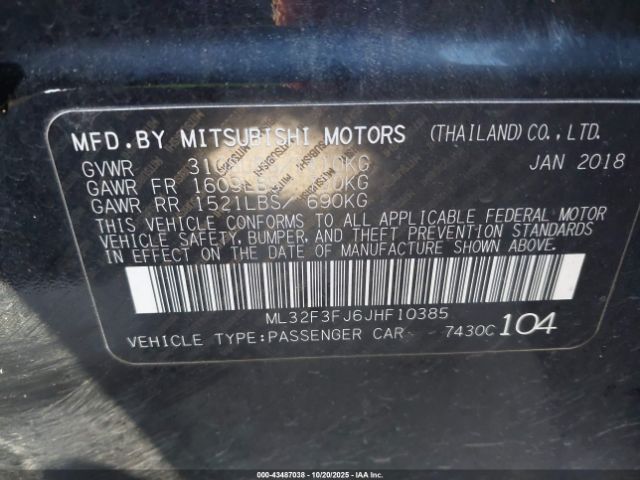 MFD.BY MITSUBISHI MOTORS (THAILAND)CO.,LTD.
GVWR JAN 2018
GAWR FR
GAWR RR 1521LBS/ 690KG
THIS VEHICLE CONFORMS TO ALL APPLICABLE FEDERAL MOTOR
VEHICLE SAFETY, BUMPER, AND THEFT PREVENTION STANDARDS
IN EFFECT ON THE DATE OF MANUFACTURE SHOWN ABOVE.
ML32F3FJ6JHF10385
VEHICLE TYPE:PASSENGER CAR 7430C 104
000-43487038 - 10/20/2025 - IAA Inc.